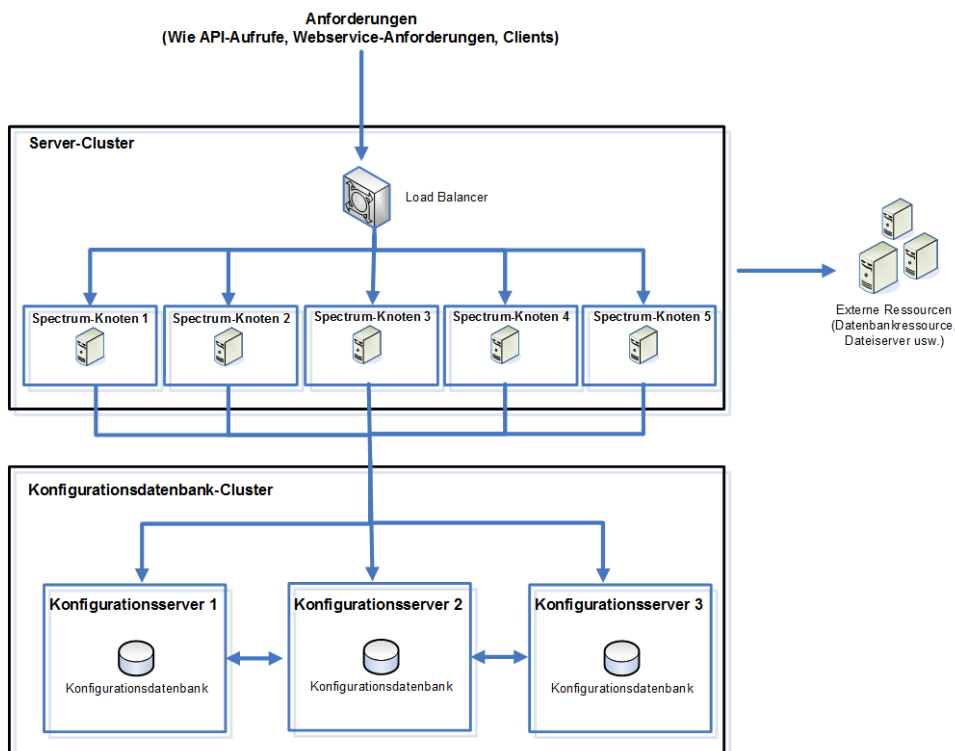 Anforderungen
(Wie API-Aufrufe, Webservice-Anforderungen, Clients)
Server-Cluster
Load Balancer
Spectrum-Knoten 1
Spectrum-Knoten 2
Spectrum-Knoten 3
Spectrum-Knoten 4
Spectrum-Knoten 5
Externe Ressourcen
(Datenbankressource,
Dateiserver usw.)
Konfigurationsdatenbank-Cluster
Konfigurationsserver 1
Konfigurationsserver 2
Konfigurationsserver 3
Konfigurationsdatenbank
Konfigurationsdatenbank
Konfigurationsdatenbank